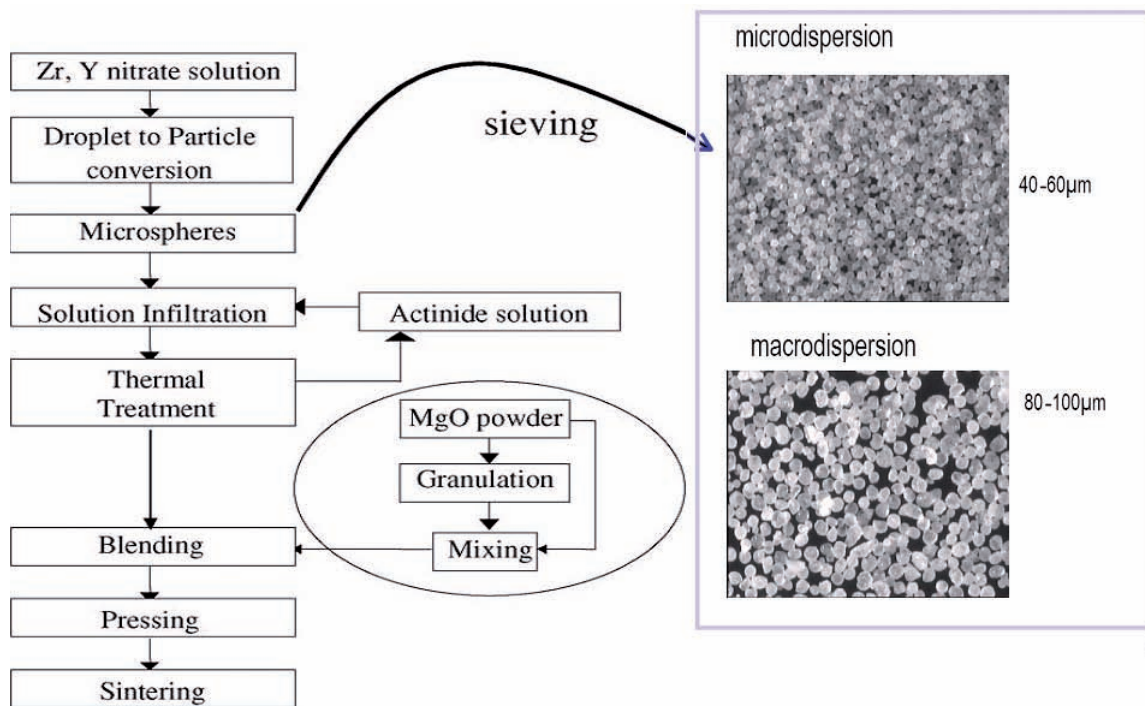 Zr, Y nitrate solution
Droplet to Particle
conversion
Microspheres
Solution Infiltration
Actinide solution
Thermal
Treatment
MgO powder
Granulation
Mixing
Blending
Pressing
Sintering
sieving
microdispersion
40-60µm
macrodispersion
80-100µm